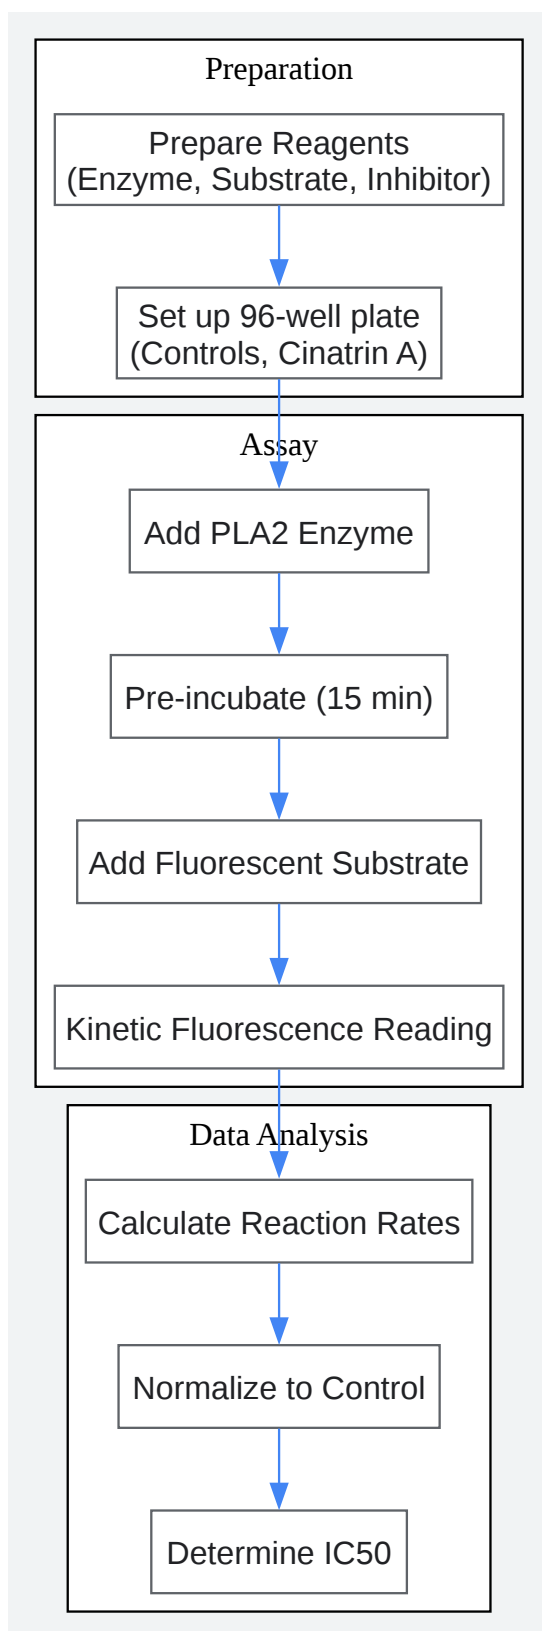 Preparation
Prepare Reagents
(Enzyme, Substrate, Inhibitor)
Set up 96-well plate
(Controls, Cinatrin A)
Assay
Add PLA2 Enzyme
Pre-incubate (15 min)
Add Fluorescent Substrate
Kinetic Fluorescence Reading
Data Analysis
Calculate Reaction Rates
Normalize to Control
Determine IC50